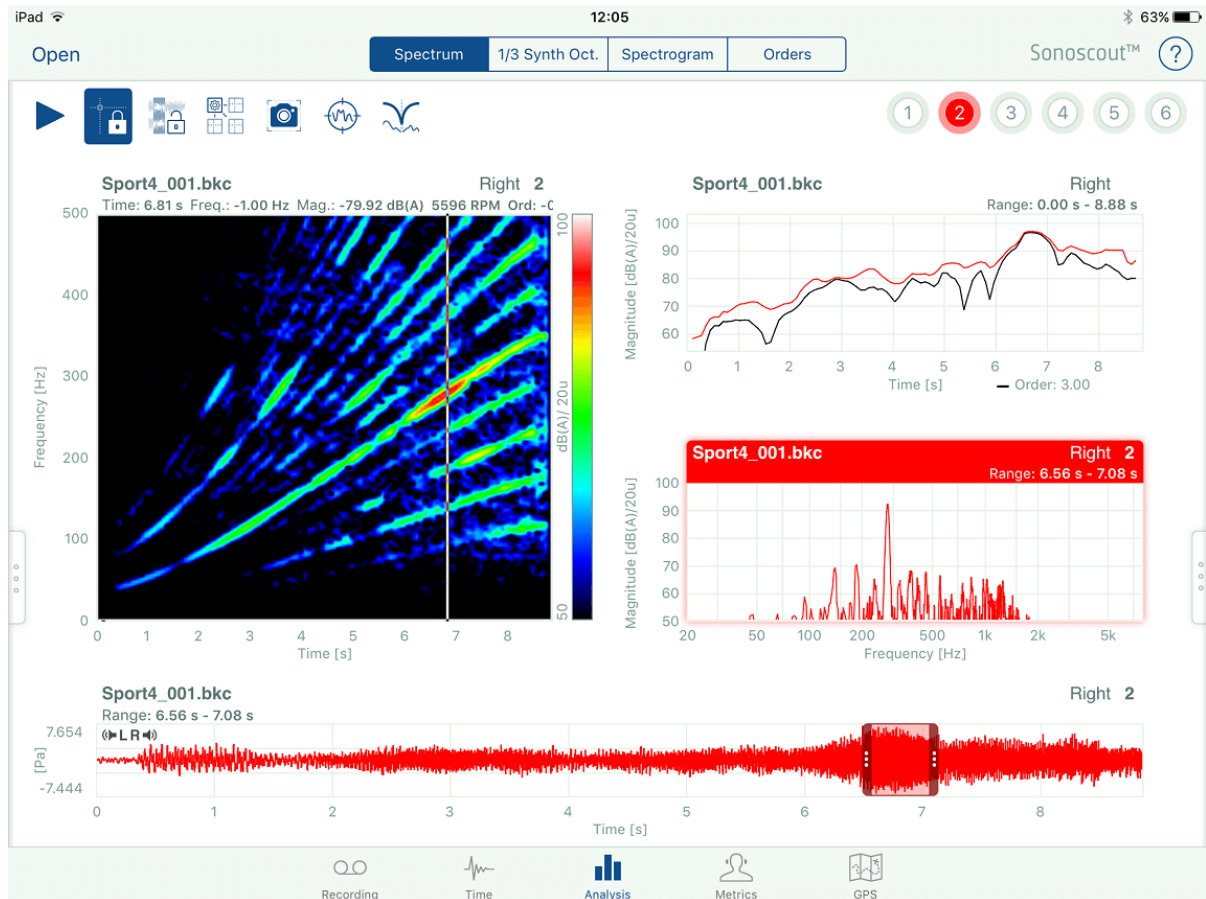 iPad 12:05 63%
Open Spectrum 1/3 Synth Oct. Spectrogram Orders Sonoscout™ ?
1 2 3 4 5 6
Sport4_001.bkc Right 2
Time: 6.81 s Freq.: -1.00 Hz Mag.: -79.92 dB(A) 5596 RPM Ord: -0
500
400
300
200
100
0
Frequency [Hz]
0 1 2 3 4 5 6 7 8
Time [s]
100
dB(A)/ 20u
50
Sport4_001.bkc Right
Range: 0.00 s - 8.88 s
100
90
80
70
60
Magnitude [dB(A)/20u]
0 1 2 3 4 5 6 7 8
Time [s] Order: 3.00
Sport4_001.bkc Right 2
Range: 6.56 s - 7.08 s
100
90
80
70
60
50
Magnitude [dB(A)/20u]
20 50 100 200 500 1k 2k 5k
Frequency [Hz]
Sport4_001.bkc Right 2
Range: 6.56 s - 7.08 s
7.654
[Pa]
-7.444
L R
0 1 2 3 4 5 6 7 8
Time [s]
Recording Time Analysis Metrics GPS